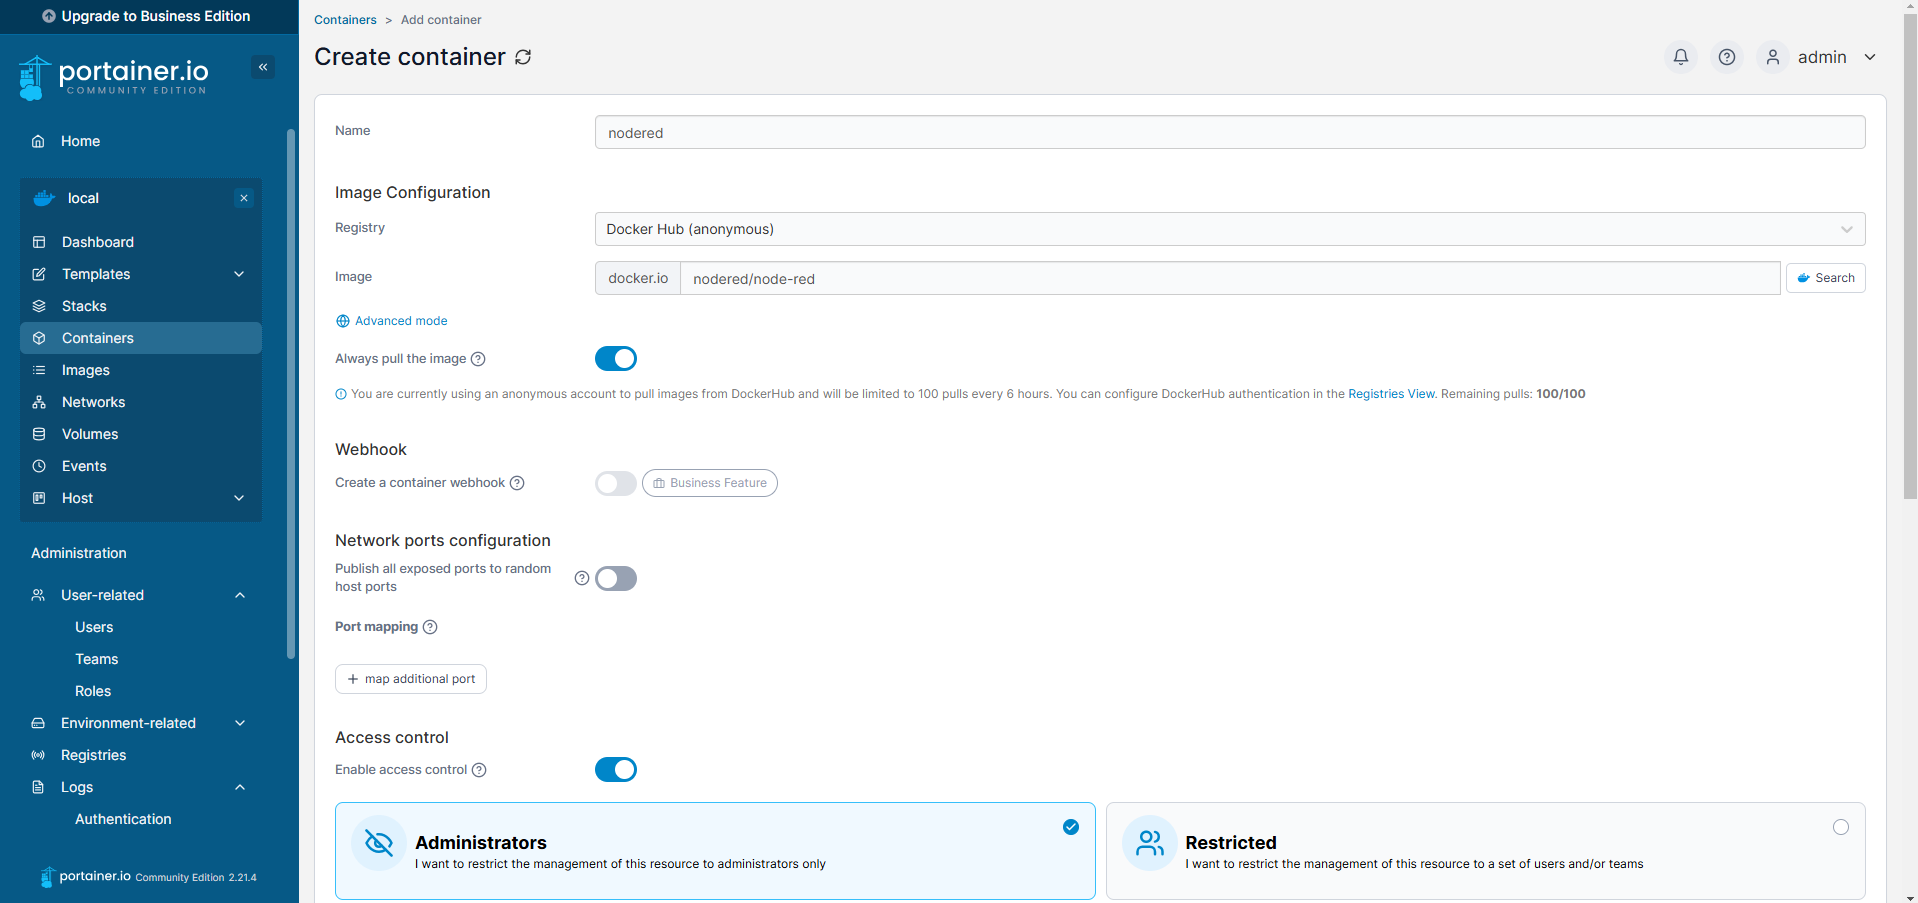 Upgrade to Business Edition
portainer.io
COMMUNITY EDITION
Home
local
Dashboard
Templates
Stacks
Containers
Images
Networks
Volumes
Events
Host
Administration
User-related
Users
Teams
Roles
Environment-related
Registries
Logs
Authentication
portainer.io Community Edition 2.21.4
Containers > Add container
Create container
admin
Name
nodered
Image Configuration
Registry
Docker Hub (anonymous)
Image
docker.io
nodered/node-red
Search
Advanced mode
Always pull the image
You are currently using an anonymous account to pull images from DockerHub and will be limited to 100 pulls every 6 hours. You can configure DockerHub authentication in the Registries View. Remaining pulls: 100/100
Webhook
Create a container webhook
Business Feature
Network ports configuration
Publish all exposed ports to random
host ports
Port mapping
+ map additional port
Access control
Enable access control
Administrators
I want to restrict the management of this resource to administrators only
Restricted
I want to restrict the management of this resource to a set of users and/or teams